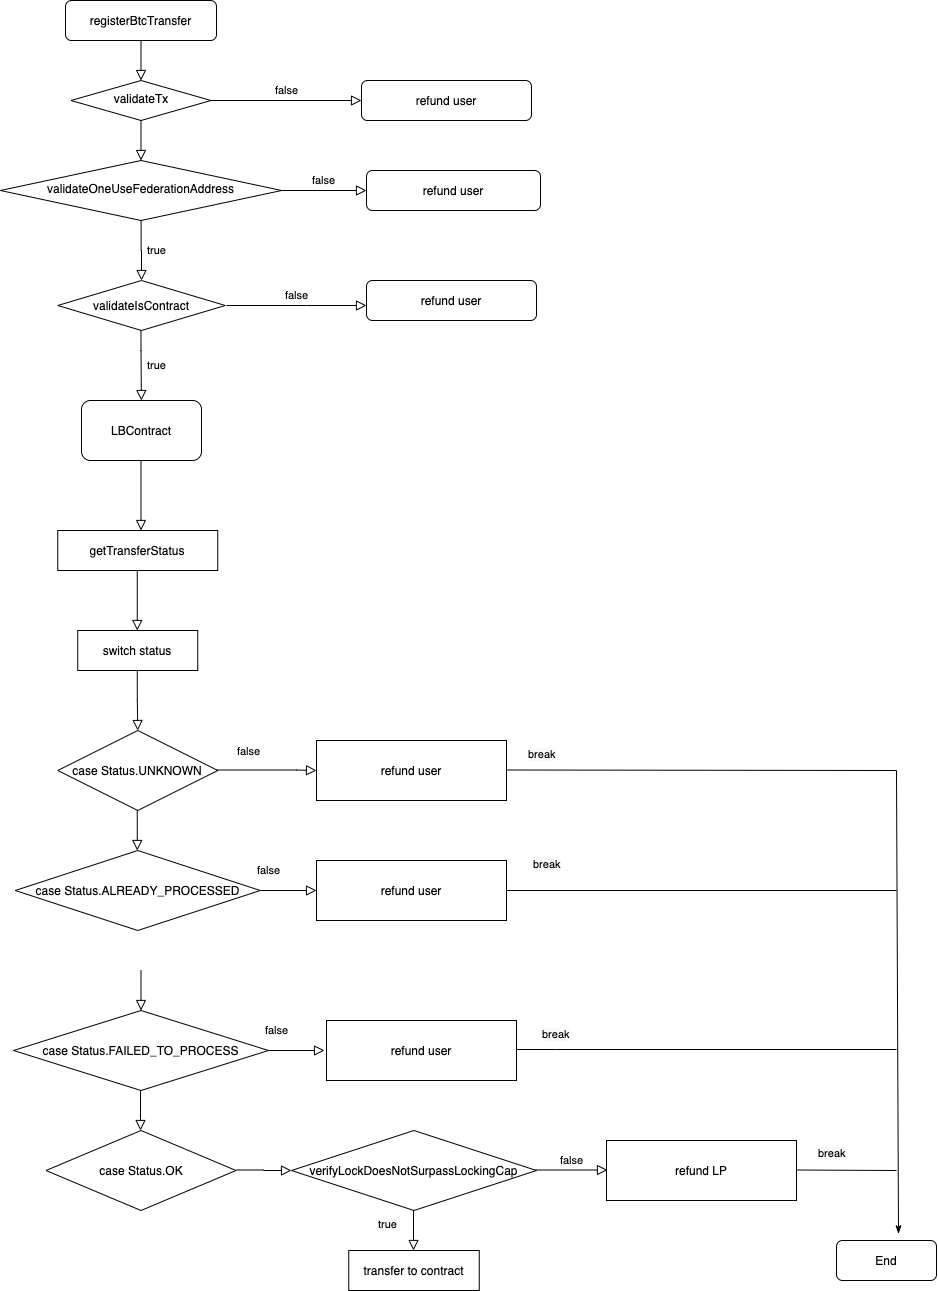 registerBtcTransfer
validateTx
false
refund user
validateOneUseFederationAddress
false
refund user
true
validateIsContract
false
refund user
true
LBContract
getTransferStatus
switch status
case Status.UNKNOWN
false
refund user
break
case Status.ALREADY_PROCESSED
false
refund user
break
case Status.FAILED_TO_PROCESS
false
refund user
break
case Status.OK
verifyLockDoesNotSurpassLockingCap
false
refund LP
break
true
transfer to contract
End